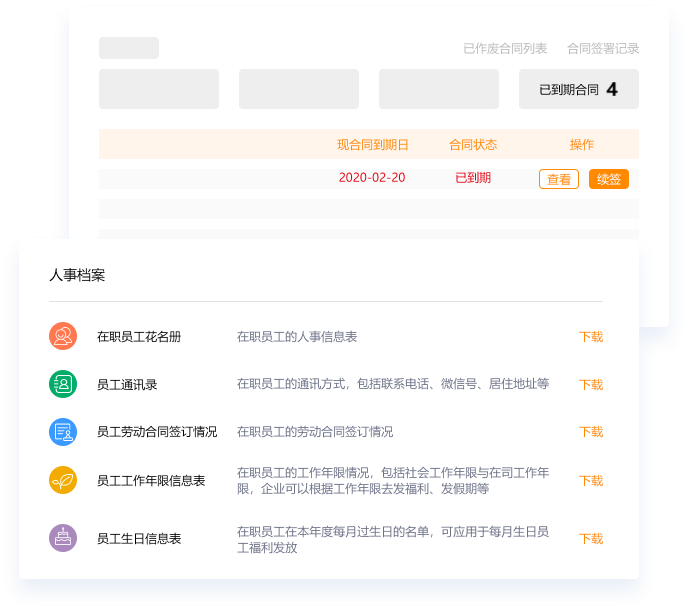 已作废合同列表 合同签署记录
已到期合同 4
现合同到期日 合同状态 操作
2020-02-20 已到期 查看 续签
人事档案
在职员工花名册 在职员工的人事信息表 下载
员工通讯录 在职员工的通讯方式，包括联系电话、微信号、居住地址等 下载
员工劳动合同签订情况 在职员工的劳动合同签订情况 下载
员工工作年限信息表 在职员工的工作年限情况，包括社会工作年限与在司工作年 下载
限，企业可以根据工作年限去发福利、发假期等
员工生日信息表 在职员工在本年度每月过生日的名单，可应用于每月生日员 下载
工福利发放